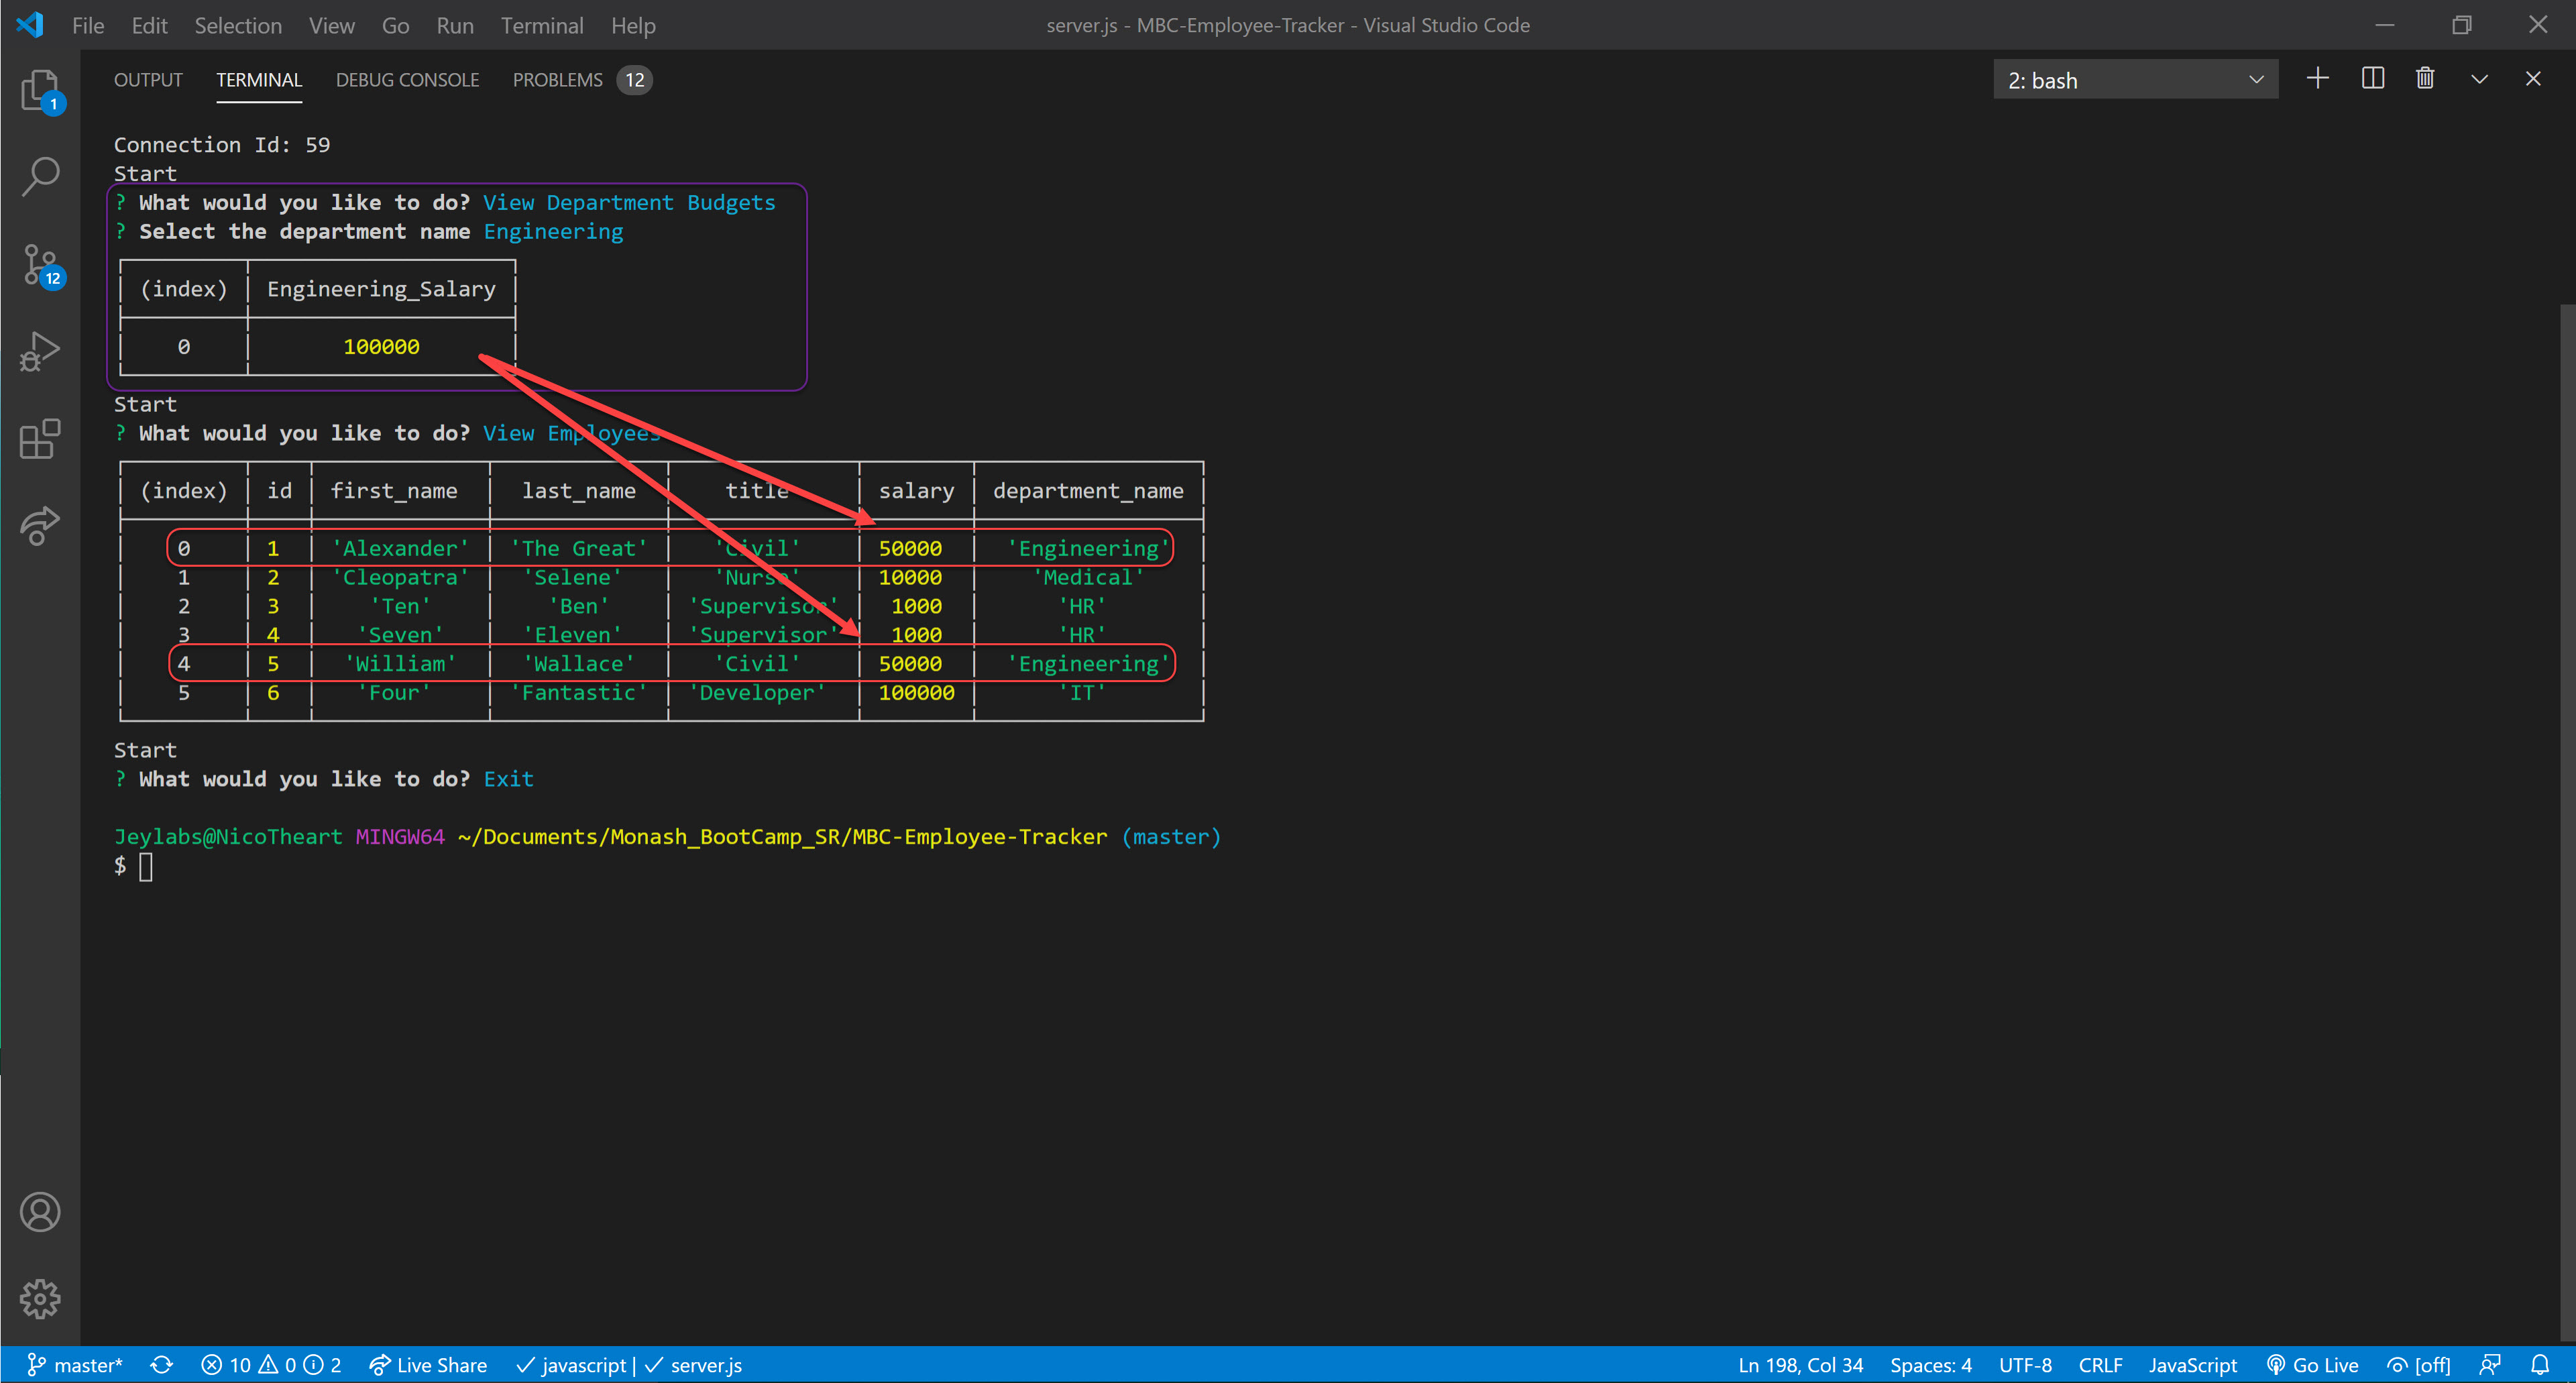 File Edit Selection View Go Run Terminal Help server.js - MBC-Employee-Tracker - Visual Studio Code
OUTPUT TERMINAL DEBUG CONSOLE PROBLEMS 12 2: bash
1
12
Connection Id: 59
Start
? What would you like to do? View Department Budgets
? Select the department name Engineering
(index) Engineering_Salary
0 100000
Start
? What would you like to do? View Employees
(index) id first_name last_name title salary department_name
0 1 'Alexander' 'The Great' 'Civil' 50000 'Engineering'
1 2 'Cleopatra' 'Selene' 'Nurse' 10000 'Medical'
2 3 'Ten' 'Ben' 'Supervisor' 1000 'HR'
3 4 'Seven' 'Eleven' 'Supervisor' 1000 'HR'
4 5 'William' 'Wallace' 'Civil' 50000 'Engineering'
5 6 'Four' 'Fantastic' 'Developer' 100000 'IT'
Start
? What would you like to do? Exit
Jeylabs@NicoTheart MINGW64 ~/Documents/Monash_BootCamp_SR/MBC-Employee-Tracker (master)
$
master* 10 0 2 Live Share javascript | server.js Ln 198, Col 34 Spaces: 4 UTF-8 CRLF JavaScript Go Live [off]